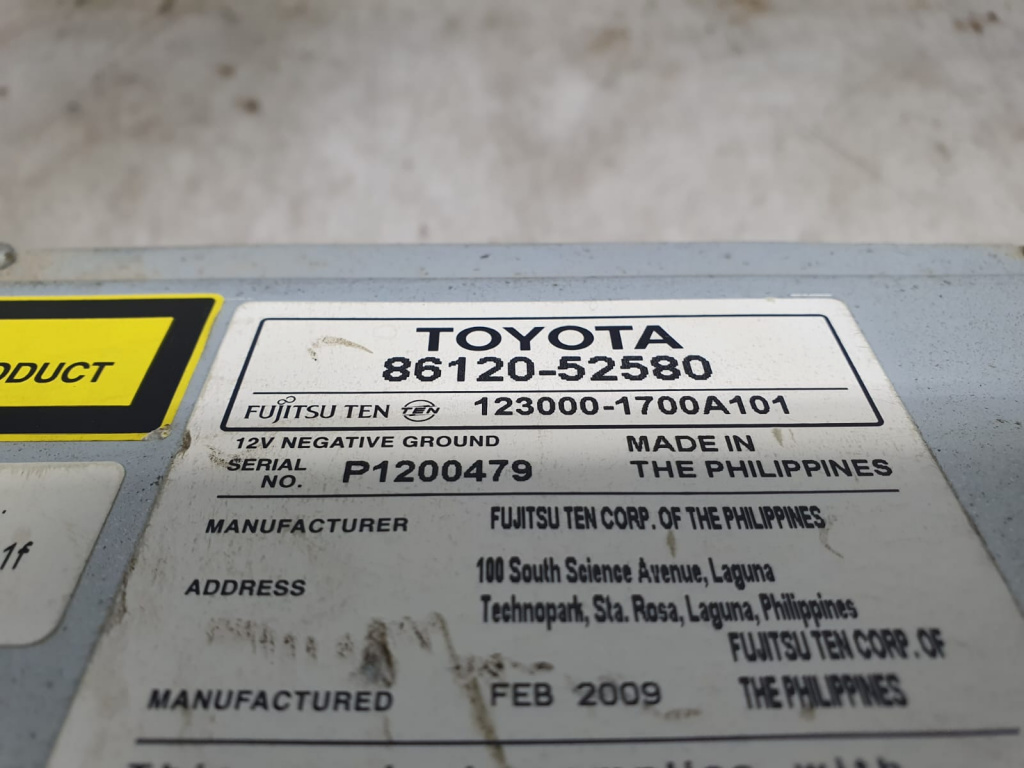 TOYOTA
86120-52580
FUJITSU TEN TEN 123000-1700A101
ODUCT
12V NEGATIVE GROUND
MADE IN
THE PHILIPPINES
SERIAL
NO. P1200479
MANUFACTURER FUJITSU TEN CORP. OF THE PHILIPPINES
1f
ADDRESS 100 South Science Avenue, Laguna
Technopark, Sta. Rosa, Laguna, Philippines
FUJITSU TEN CORP. OF
THE PHILIPPINES
MANUFACTURED FEB 2009